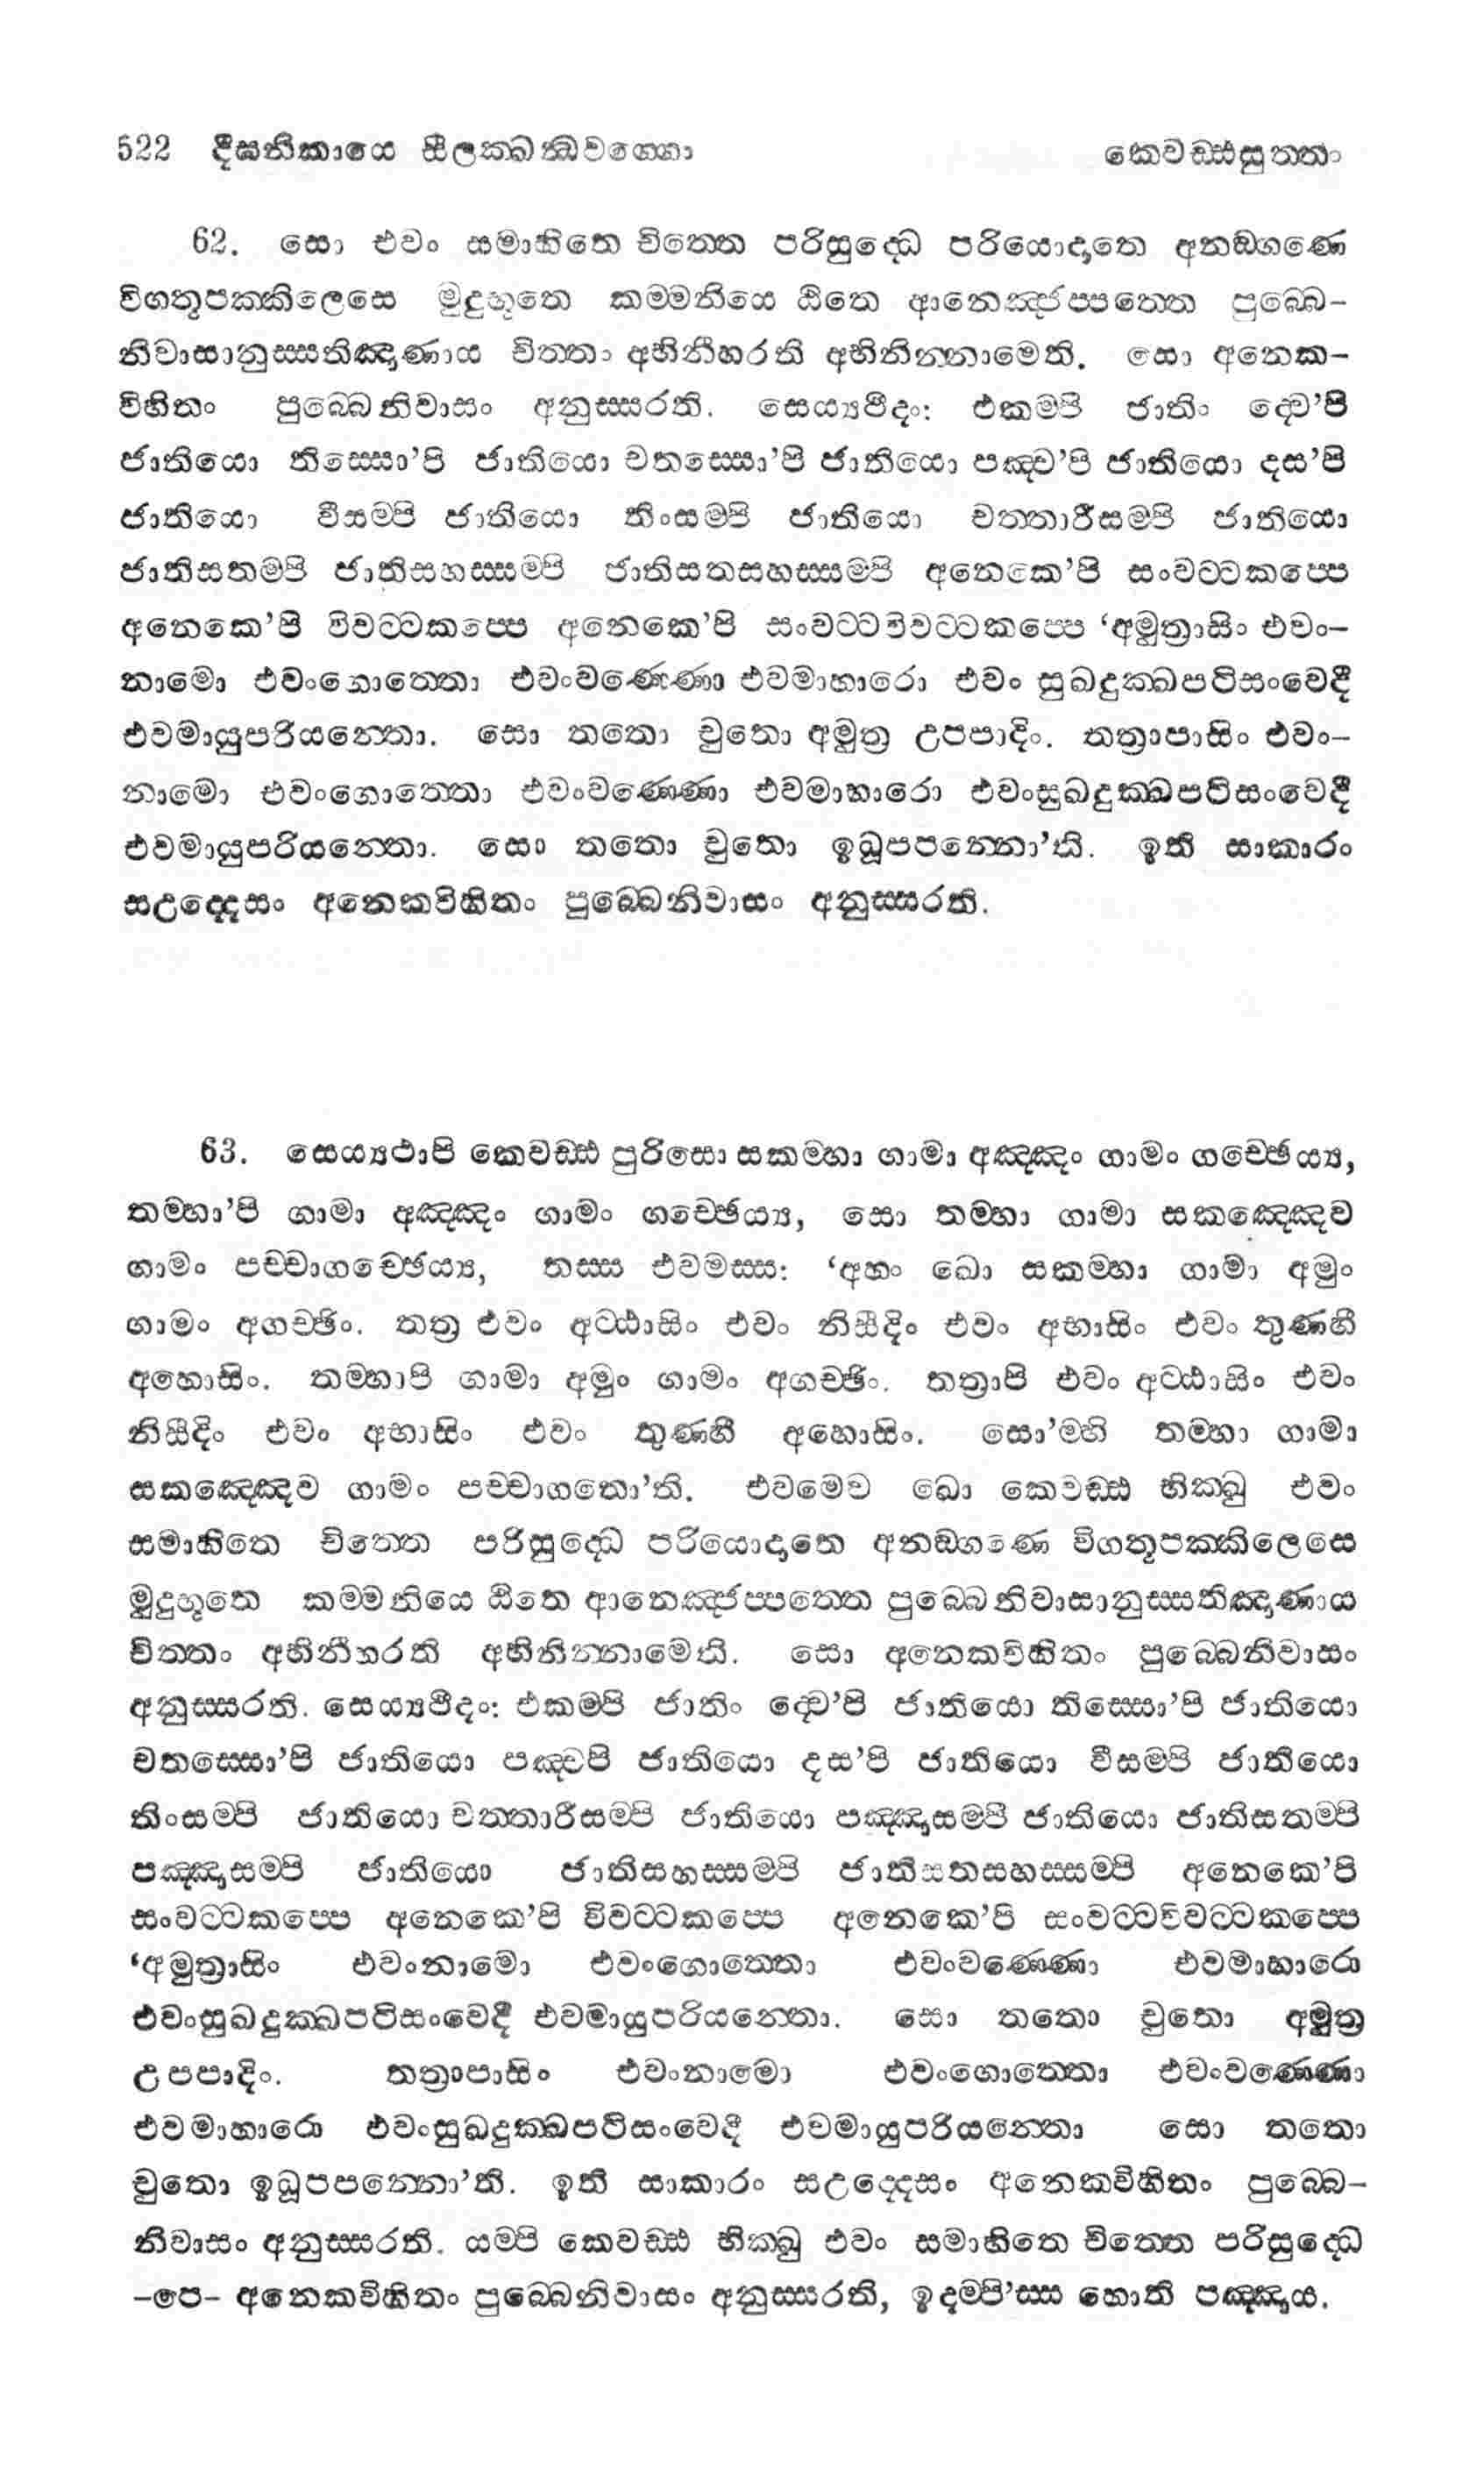 522 දීඝනිකායෙ සීලක්ඛන්ධවග්ගො කෙවඩ්ඪසුත්තං
62. සො එවං සමාහිතෙ චිත්තෙ පරිසුද්ධෙ පරියොදාතෙ අනඞ්ගණෙ
විගතූපක්කිලෙසෙ මුදුභූතෙ කම්මනියෙ ඨිතෙ ආනෙඤ්ජප්පත්තෙ පුබ්බෙ-
නිවාසානුස්සතිඤාණාය චිත්තං අභිනීහරති අභිනින්නාමෙති. සො අනෙක-
විහිතං පුබ්බෙනිවාසං අනුස්සරති. සෙය්‍යථීදං: එකම්පි ජාතිං ද්වෙ’පි
ජාතියො තිස්සො’පි ජාතියො චතස්සො’පි ජාතියො පඤ්ච’පි ජාතියො දස’පි
ජාතියො වීසම්පි ජාතියො තිංසම්පි ජාතියො චත්තාරීසම්පි ජාතියො
ජාතිසතම්පි ජාතිසහස්සම්පි ජාතිසතසහස්සම්පි අනෙකෙ’පි සංවට්ටකප්පෙ
අනෙකෙ’පි විවට්ටකප්පෙ අනෙකෙ’පි සංවට්ටවිවට්ටකප්පෙ ‘අමුත්‍රාසිං එවං-
නාමො එවංගොත්තො එවංවණ්ණො එවමාහාරො එවං සුඛදුක්ඛපටිසංවෙදී
එවමායුපරියන්තො. සො තතො චුතො අමුත්‍ර උපපාදිං. තත්‍රාපාසිං එවං-
නාමො එවංගොත්තො එවංවණ්ණො එවමාහාරො එවංසුඛදුක්ඛපටිසංවෙදී
එවමායුපරියන්තො. සො තතො චුතො ඉධූපපන්නො’ති. ඉති සාකාරං
සඋද්දෙසං අනෙකවිහිතං පුබ්බෙනිවාසං අනුස්සරති.
63. සෙය්‍යථාපි කෙවඩ්ඪ පුරිසො සකම්හා ගාමා අඤ්ඤං ගාමං ගච්ඡෙය්‍ය,
තම්හා’පි ගාමා අඤ්ඤං ගාමං ගච්ඡෙය්‍ය, සො තම්හා ගාමා සකඤ්ඤෙව
ගාමං පච්චාගච්ඡෙය්‍ය, තස්ස එවමස්ස: ‘අහං ඛො සකම්හා ගාමා අමුං
ගාමං අගච්ඡිං. තත්‍ර එවං අට්ඨාසිං එවං නිසීදිං එවං අභාසිං එවං තුණ්හී
අහොසිං. තම්හාපි ගාමා අමුං ගාමං අගච්ඡිං. තත්‍රාපි එවං අට්ඨාසිං එවං
නිසීදිං එවං අභාසිං එවං තුණ්හී අහොසිං. සො’ම්හි තම්හා ගාමා
සකඤ්ඤෙව ගාමං පච්චාගතො’ති. එවමෙව ඛො කෙවඩ්ඪ භික්ඛු එවං
සමාහිතෙ චිත්තෙ පරිසුද්ධෙ පරියොදාතෙ අනඞ්ගණෙ විගතූපක්කිලෙසෙ
මුදුභූතෙ කම්මනියෙ ඨිතෙ ආනෙඤ්ජප්පත්තෙ පුබ්බෙනිවාසානුස්සතිඤාණාය
චිත්තං අභිනීහරති අභිනින්නාමෙති. සො අනෙකවිහිතං පුබ්බෙනිවාසං
අනුස්සරති. සෙය්‍යථීදං: එකම්පි ජාතිං ද්වෙ’පි ජාතියො තිස්සො’පි ජාතියො
චතස්සො’පි ජාතියො පඤ්චපි ජාතියො දස’පි ජාතියො වීසම්පි ජාතියො
තිංසම්පි ජාතියො චත්තාරීසම්පි ජාතියො පඤ්ඤාසම්පි ජාතියො ජාතිසතම්පි
පඤ්ඤාසම්පි ජාතියො ජාතිසහස්සම්පි ජාතිසතසහස්සම්පි අනෙකෙ’පි
සංවට්ටකප්පෙ අනෙකෙ’පි විවට්ටකප්පෙ අනෙකෙ’පි සංවට්ටවිවට්ටකප්පෙ
‘අමුත්‍රාසිං එවංනාමො එවංගොත්තො එවංවණ්ණො එවමාහාරො
එවංසුඛදුක්ඛපටිසංවෙදී එවමායුපරියන්තො. සො තතො චුතො අමුත්‍ර
උපපාදිං. තත්‍රාපාසිං එවංනාමො එවංගොත්තො එවංවණ්ණො
එවමාහාරො එවංසුඛදුක්ඛපටිසංවෙදී එවමායුපරියන්තො සො තතො
චුතො ඉධූපපන්නො’ති. ඉති සාකාරං සඋද්දෙසං අනෙකවිහිතං පුබ්බෙ-
නිවාසං අනුස්සරති. යම්පි කෙවඩ්ඪ භික්ඛු එවං සමාහිතෙ චිත්තෙ පරිසුද්ධෙ
-පෙ- අනෙකවිහිතං පුබ්බෙනිවාසං අනුස්සරති, ඉදම්පි’ස්ස හොති පඤ්ඤාය.